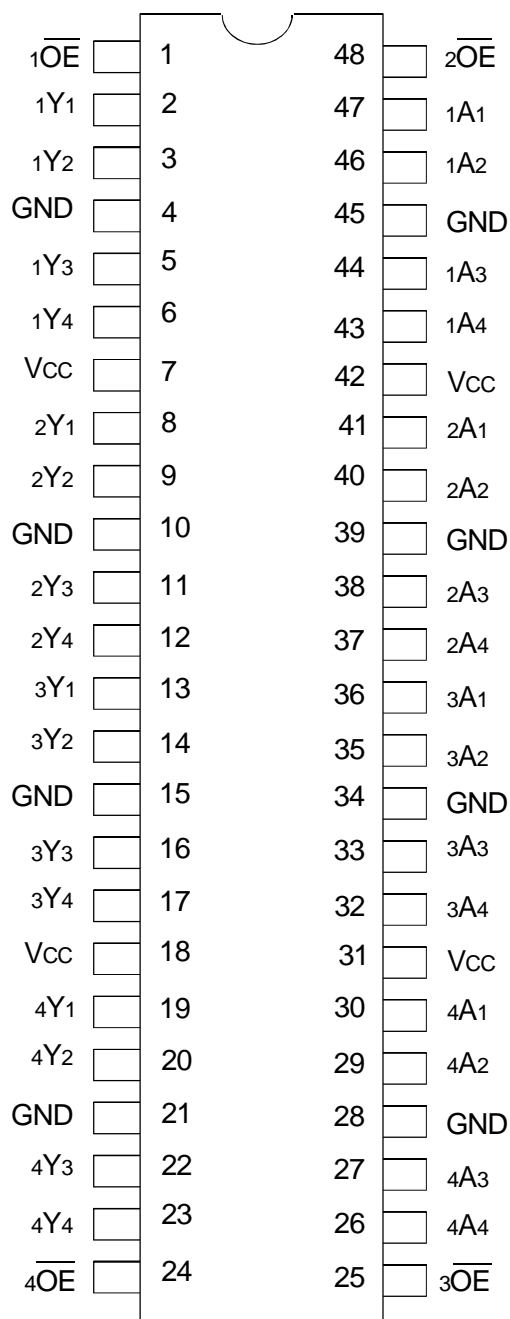 1OE 1 48 2OE
1Y1 2 47 1A1
1Y2 3 46 1A2
GND 4 45 GND
1Y3 5 44 1A3
1Y4 6 43 1A4
VCC 7 42 VCC
2Y1 8 41 2A1
2Y2 9 40 2A2
GND 10 39 GND
2Y3 11 38 2A3
2Y4 12 37 2A4
3Y1 13 36 3A1
3Y2 14 35 3A2
GND 15 34 GND
3Y3 16 33 3A3
3Y4 17 32 3A4
VCC 18 31 VCC
4Y1 19 30 4A1
4Y2 20 29 4A2
GND 21 28 GND
4Y3 22 27 4A3
4Y4 23 26 4A4
4OE 24 25 3OE